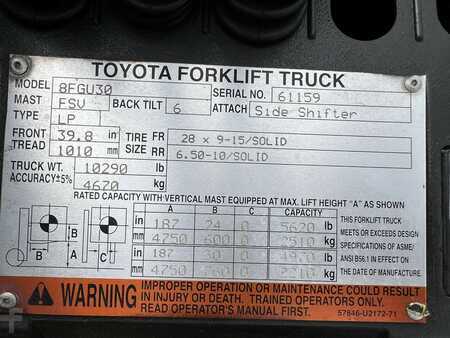 TOYOTA FORKLIFT TRUCK
MODEL 8FGU30 SERIAL NO. 61159
MAST FSV BACK TILT 6 ATTACH Side Shifter
TYPE LP
FRONT TREAD 39.8 in 1010 mm
TIRE SIZE FR 28 x 9-15/SOLID
RR 6.50-10/SOLID
TRUCK WT. 10290 lb
ACCURACY±5% 4670 kg
RATED CAPACITY WITH VERTICAL MAST EQUIPPED AT MAX. LIFT HEIGHT "A" AS SHOWN
A B C
in 187 24 0 5620 lb
mm 4750 600 0 2510 kg
in 187 0 lb
mm 4750 0 kg
B
A
C
THIS FORKLIFT TRUCK
MEETS OR EXCEEDS DESIGN
SPECIFICATIONS OF ASME/
ANSI B56.1 IN EFFECT ON
THE DATE OF MANUFACTURE
WARNING
IMPROPER OPERATION OR MAINTENANCE COULD RESULT
IN INJURY OR DEATH. TRAINED OPERATORS ONLY.
READ OPERATOR'S MANUAL FIRST.
57846-U2172-71